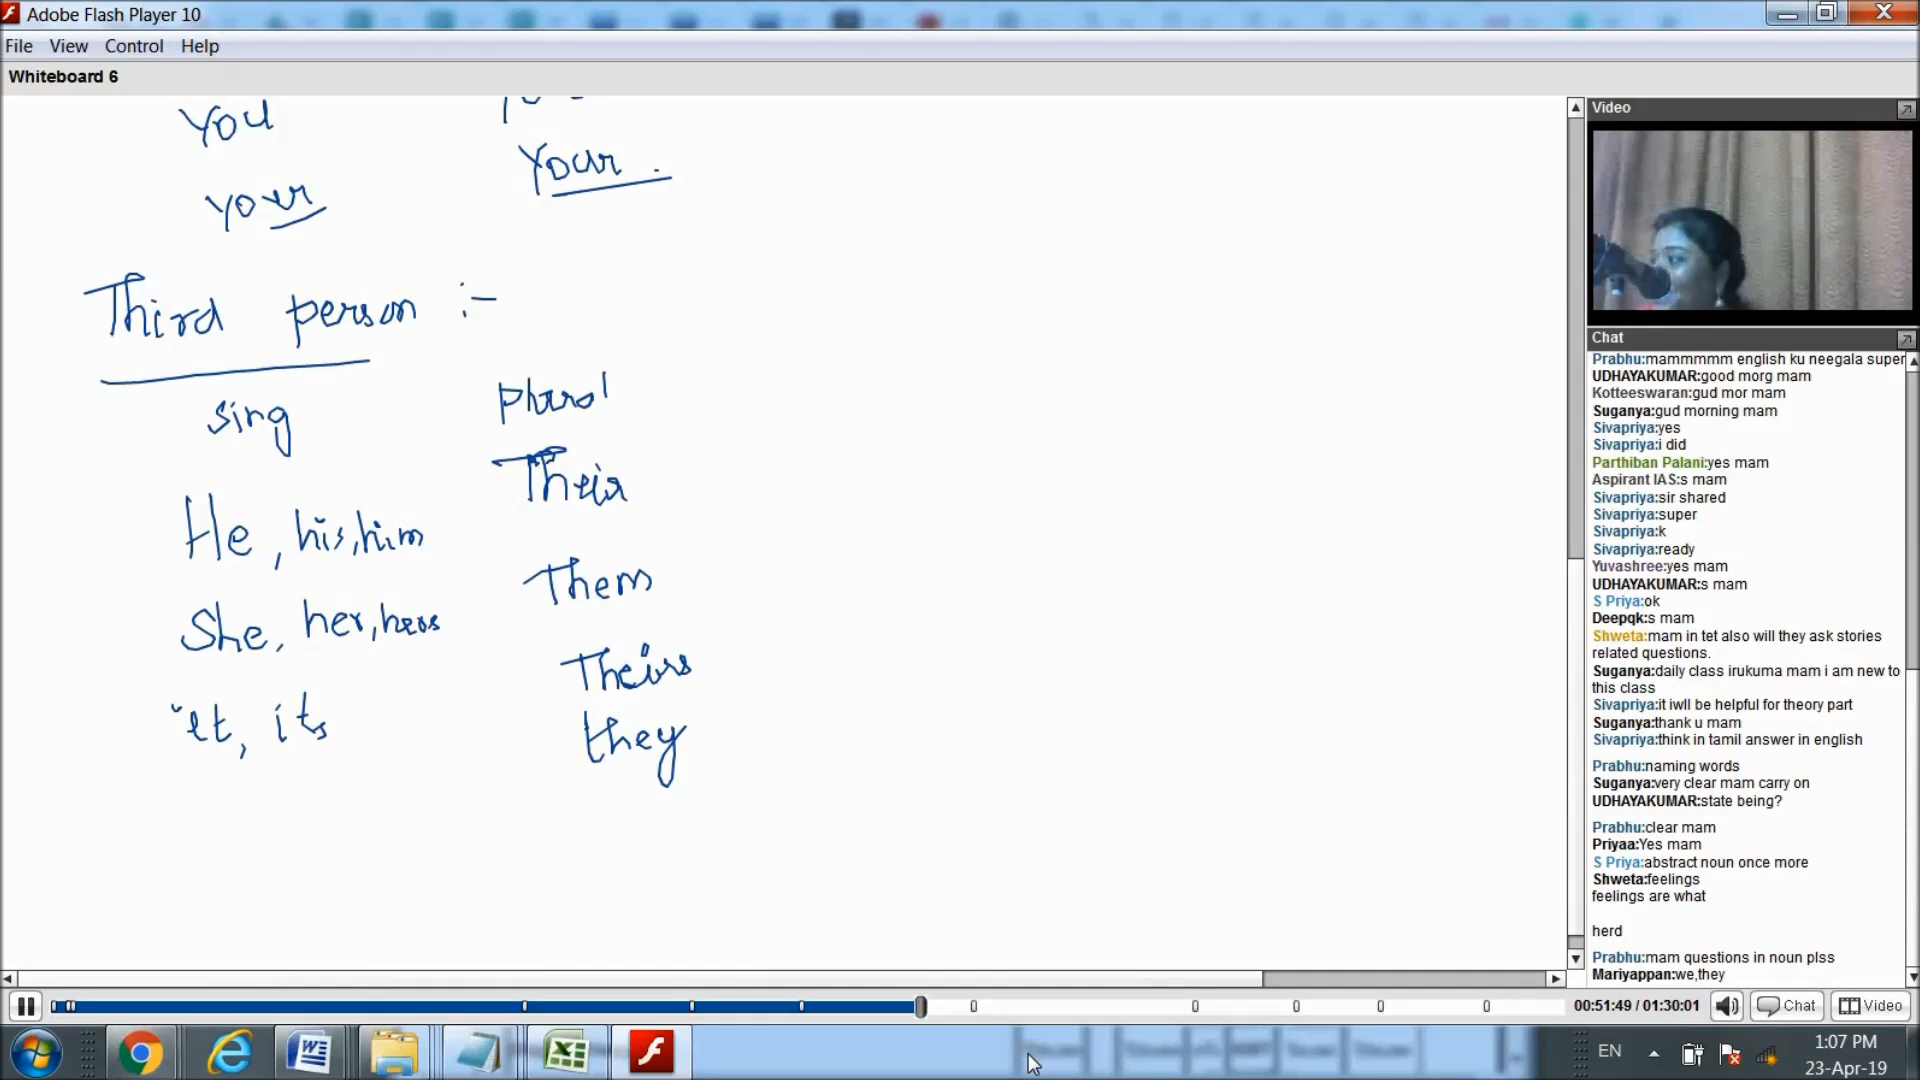 Adobe Flash Player 10
File View Control Help
Whiteboard 6
You
your
Your .
Third person :-
sing
plural
He , his, him
Their
She, her, hers
Them
it, its
Theirs
they
Video
Chat
Prabhu:mammmmm english ku neegala super
UDHAYAKUMAR:good morg mam
Kotteeswaran:gud mor mam
Suganya:gud morning mam
Sivapriya:yes
Sivapriya:i did
Parthiban Palani:yes mam
Aspirant IAS:s mam
Sivapriya:sir shared
Sivapriya:super
Sivapriya:k
Sivapriya:ready
Yuvashree:yes mam
UDHAYAKUMAR:s mam
S Priya:ok
Deepqk:s mam
Shweta:mam in tet also will they ask stories
related questions.
Suganya:daily class irukuma mam i am new to
this class
Sivapriya:it iwll be helpful for theory part
Suganya:thank u mam
Sivapriya:think in tamil answer in english
Prabhu:naming words
Suganya:very clear mam carry on
UDHAYAKUMAR:state being?
Prabhu:clear mam
Priyaa:Yes mam
S Priya:abstract noun once more
Shweta:feelings
feelings are what
herd
Prabhu:mam questions in noun plss
Mariyappan:we,they
00:51:49 / 01:30:01
Chat
Video
EN
1:07 PM
23-Apr-19